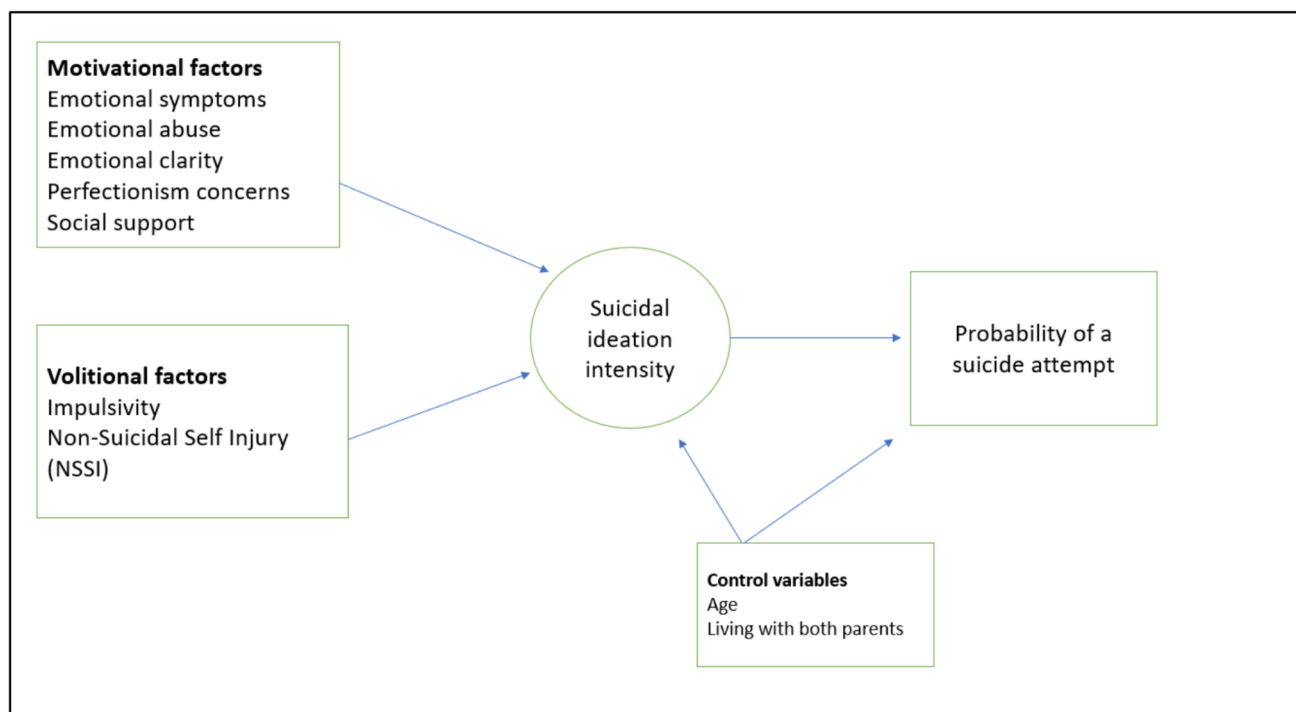 Motivational factors
Emotional symptoms
Emotional abuse
Emotional clarity
Perfectionism concerns
Social support
Volitional factors
Impulsivity
Non-Suicidal Self Injury
(NSSI)
Suicidal
ideation
intensity
Probability of a
suicide attempt
Control variables
Age
Living with both parents